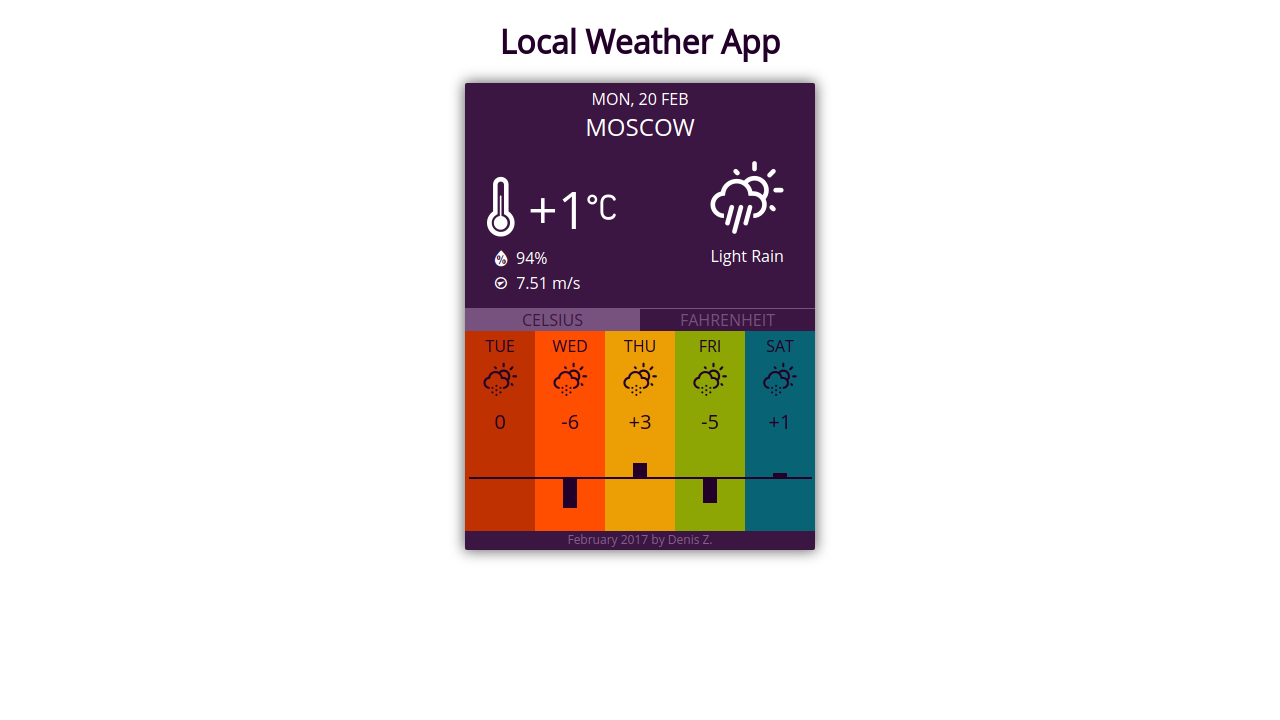 Local Weather App
MON, 20 FEB
MOSCOW
+1°C
94%
7.51 m/s
Light Rain
CELSIUS FAHRENHEIT
TUE WED THU FRI SAT
0 -6 +3 -5 +1
February 2017 by Denis Z.